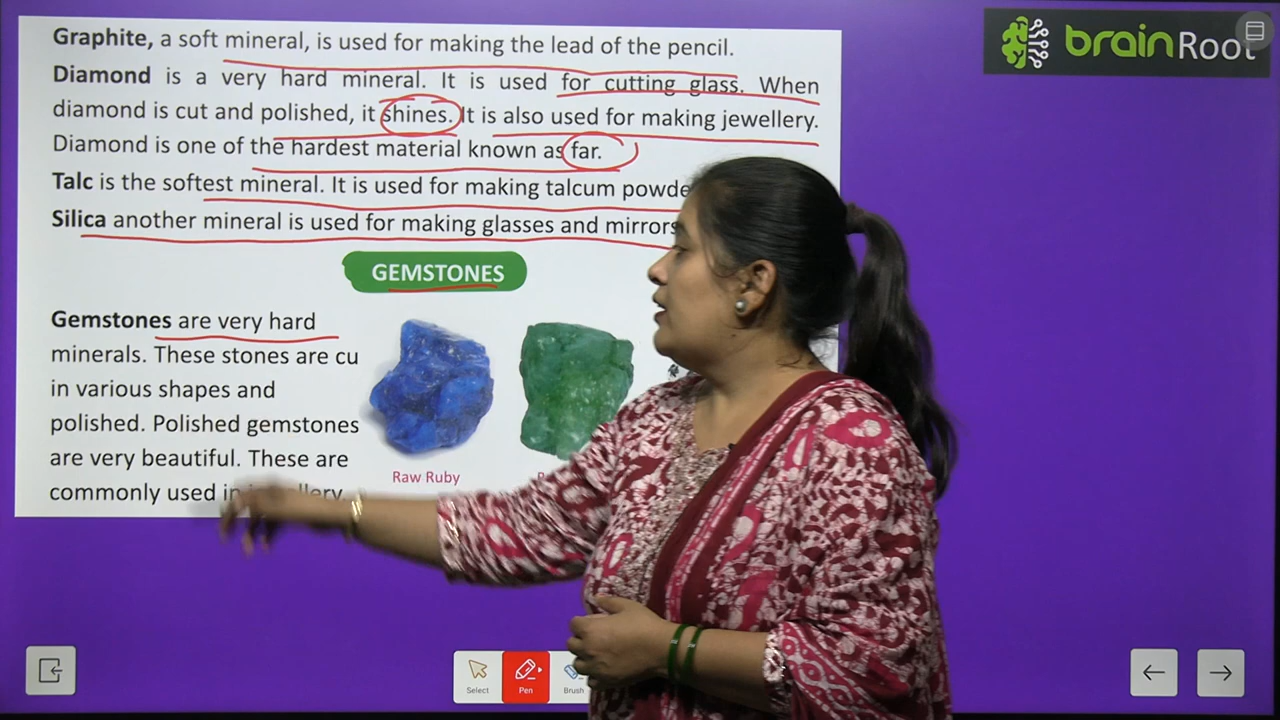 Graphite, a soft mineral, is used for making the lead of the pencil.
Diamond is a very hard mineral. It is used for cutting glass. When
diamond is cut and polished, it shines. It is also used for making jewellery.
Diamond is one of the hardest material known as far.
Talc is the softest mineral. It is used for making talcum
Silica another mineral is used for making glasses and mirrors
GEMSTONES
Gemstones are very hard
minerals. These stones are cu
in various shapes and
polished. Polished gemstones
are very beautiful. These are
commonly used in
Raw Ruby
brainRoot
Select
Pen
Brush